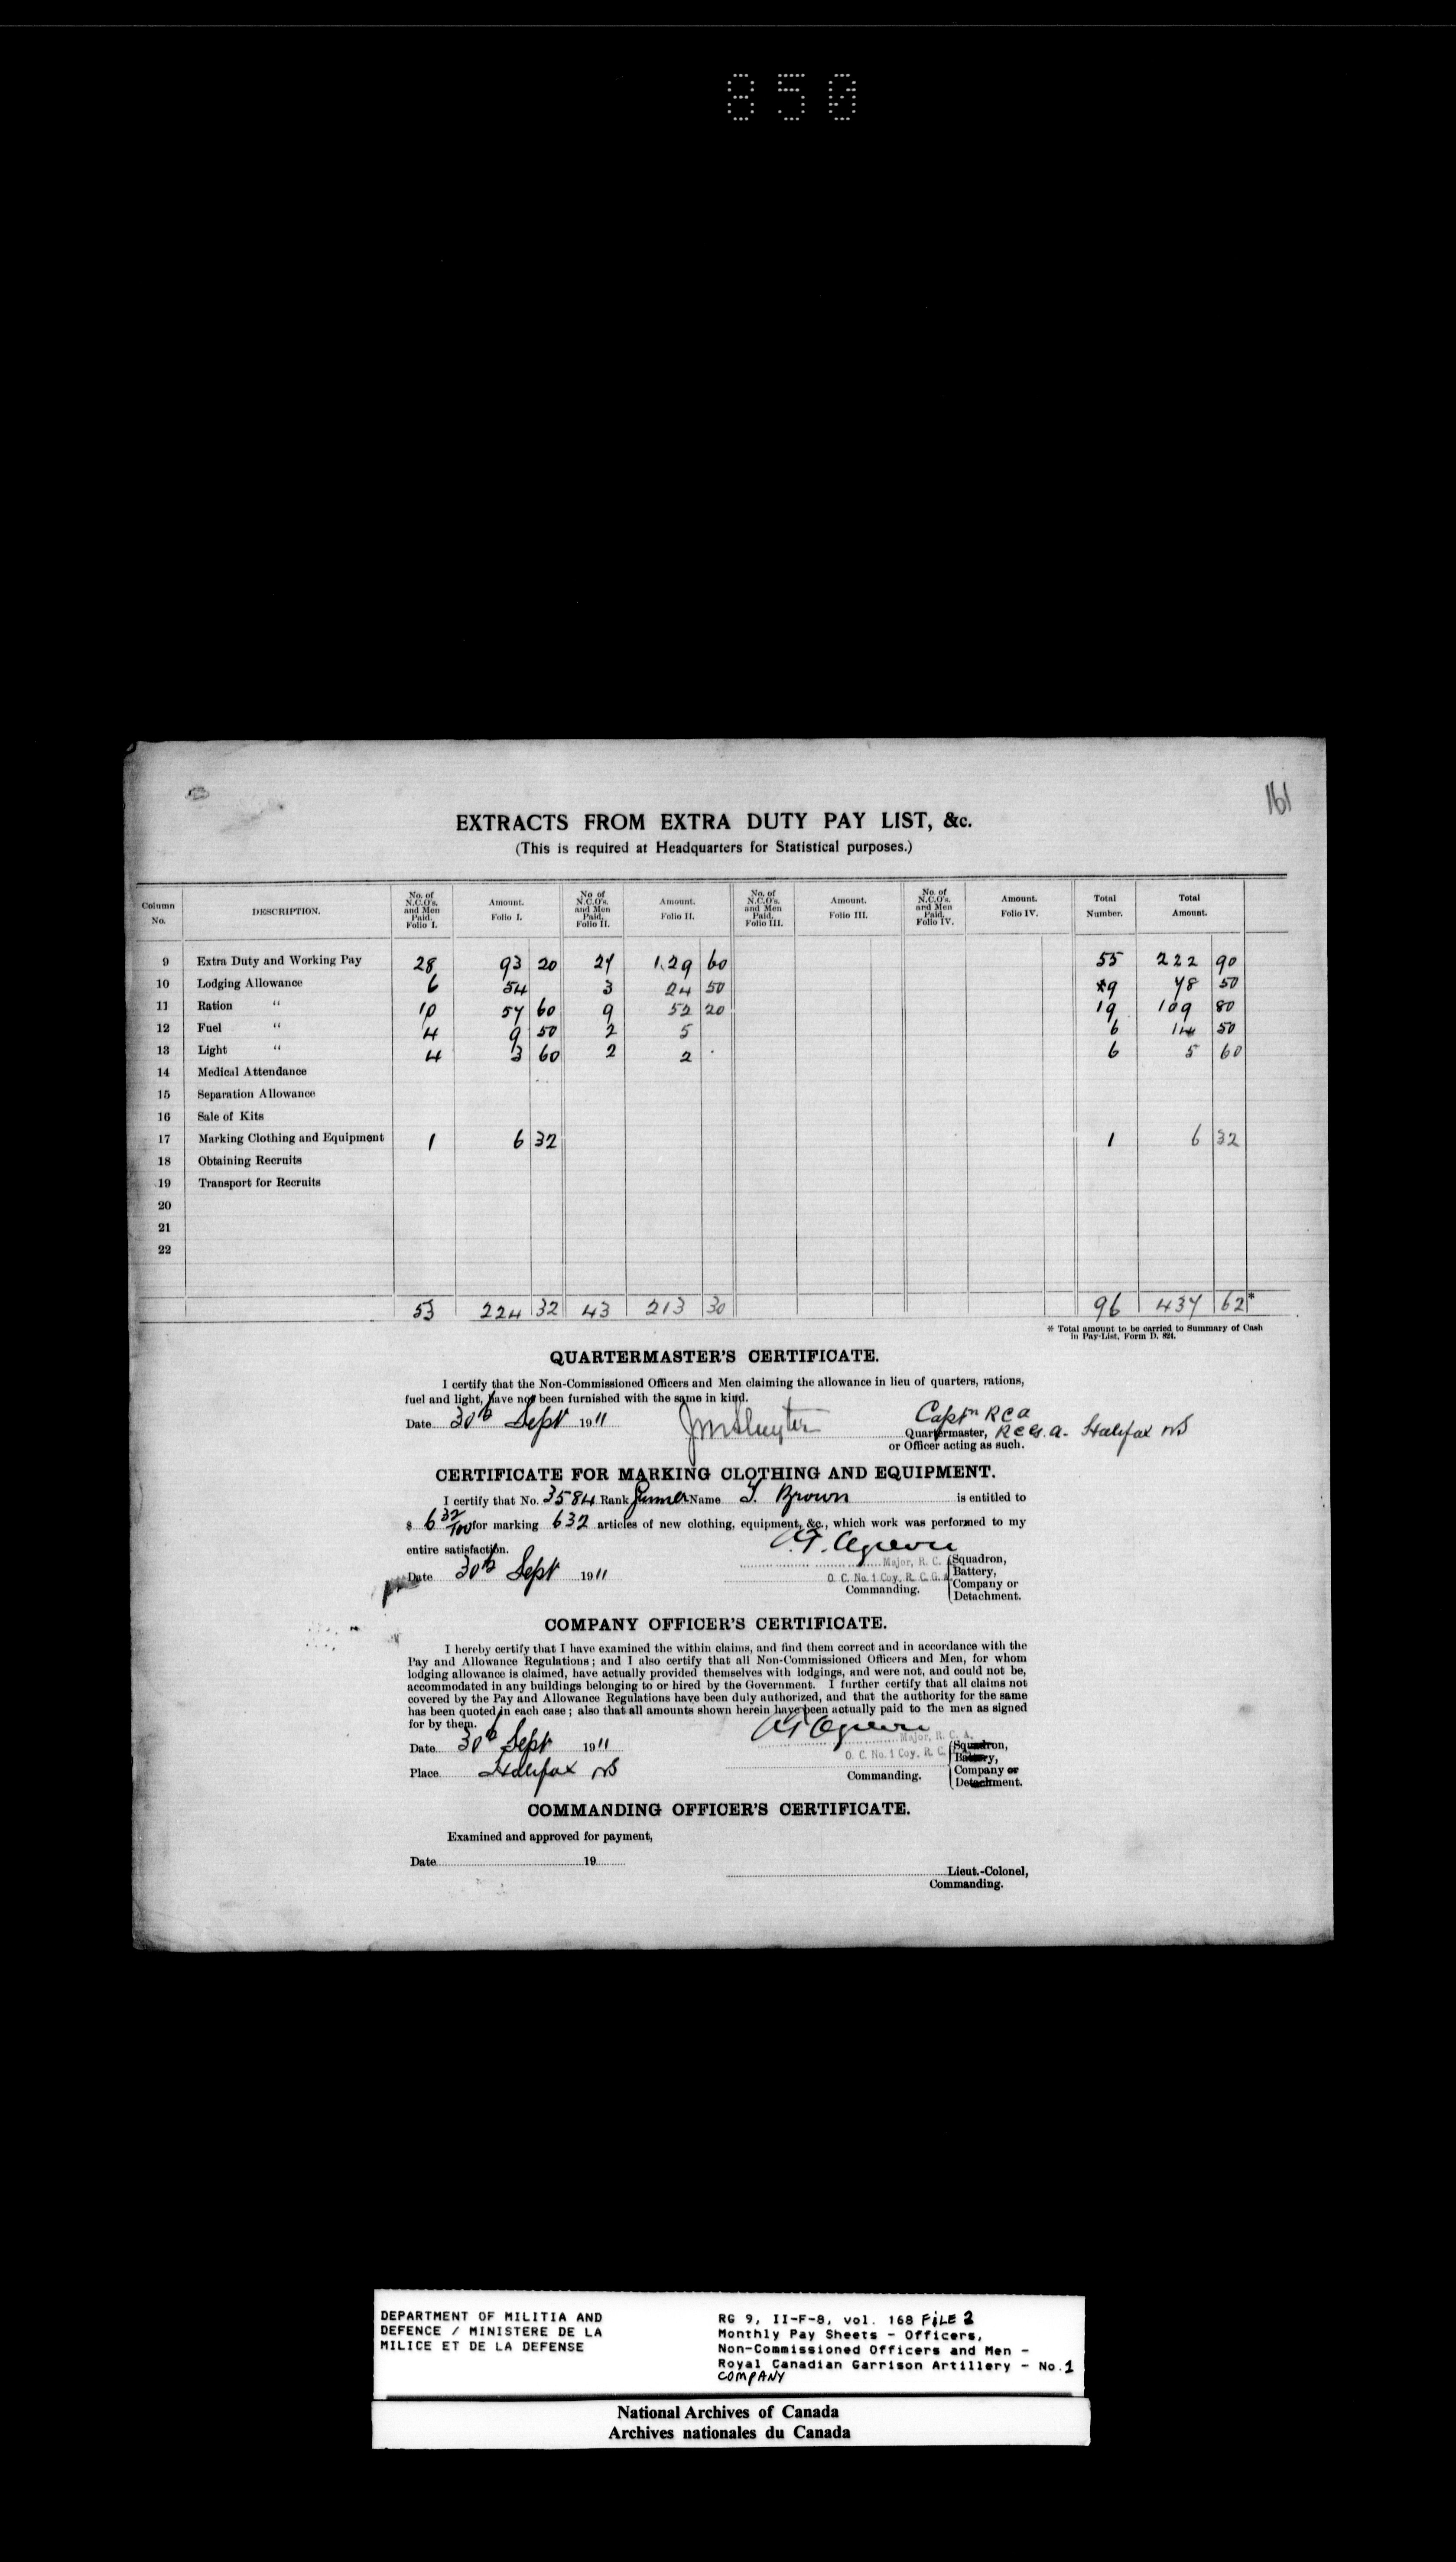 850
161
EXTRACTS FROM EXTRA DUTY PAY LIST, &c.
(This is required at Headquarters for Statistical purposes.)
Column No. DESCRIPTION. No. of N.C.O's. and Men Paid. Folio I. Amount. Folio I. No of N.C.O's. and Men Paid. Folio II. Amount. Folio II. No. of N.C.O's. and Men Paid. Folio III. Amount. Folio III. No. of N.C.O's. and Men Paid. Folio IV. Amount. Folio IV. Total Number. Total Amount.
9 Extra Duty and Working Pay 28 93 20 27 129 60 55 222 90
10 Lodging Allowance 6 54 3 24 50 9 78 50
11 Ration " 10 57 60 9 52 20 19 109 80
12 Fuel " 4 9 50 2 5 6 14 50
13 Light " 4 3 60 2 2 6 5 60
14 Medical Attendance
15 Separation Allowance
16 Sale of Kits
17 Marking Clothing and Equipment 1 6 32 1 6 32
18 Obtaining Recruits
19 Transport for Recruits
20
21
22
53 224 32 43 213 30 96 437 62*
* Total amount to be carried to Summary of Cash
in Pay-List, Form D. 821.
QUARTERMASTER'S CERTIFICATE.
I certify that the Non-Commissioned Officers and Men claiming the allowance in lieu of quarters, rations,
fuel and light, have not been furnished with the same in kind.
Capt RCA
Date 30th Sept 1911 Quartermaster, RCGA. Halifax NS
or Officer acting as such.
CERTIFICATE FOR MARKING CLOTHING AND EQUIPMENT.
I certify that No. 3584 Rank Gunner Name T. Brown is entitled to
$ 6 32/100 for marking 632 articles of new clothing, equipment, &c., which work was performed to my
entire satisfaction.
Date 30th Sept 1911
Major, R. C.
O. C. No. 1 Coy. R. C. G. A.
Commanding.
Squadron,
Battery,
Company or
Detachment.
COMPANY OFFICER'S CERTIFICATE.
I hereby certify that I have examined the within claims, and find them correct and in accordance with the
Pay and Allowance Regulations; and I also certify that all Non-Commissioned Officers and Men, for whom
lodging allowance is claimed, have actually provided themselves with lodgings, and were not, and could not be,
accommodated in any buildings belonging to or hired by the Government. I further certify that all claims not
covered by the Pay and Allowance Regulations have been duly authorized, and that the authority for the same
has been quoted in each case; also that all amounts shown herein have been actually paid to the men as signed
for by them.
Date 30th Sept 1911
Place Halifax NS
Major, R. C. A.
O. C. No. 1 Coy. R. C.
Commanding.
Squadron,
Battery,
Company or
Detachment.
COMMANDING OFFICER'S CERTIFICATE.
Examined and approved for payment,
Date 19
Lieut.-Colonel,
Commanding.
DEPARTMENT OF MILITIA AND
DEFENCE / MINISTERE DE LA
MILICE ET DE LA DEFENSE
RG 9, II-F-8, vol. 168 FILE 2
Monthly Pay Sheets - Officers,
Non-Commissioned Officers and Men -
Royal Canadian Garrison Artillery - No.1
COMPANY
National Archives of Canada
Archives nationales du Canada